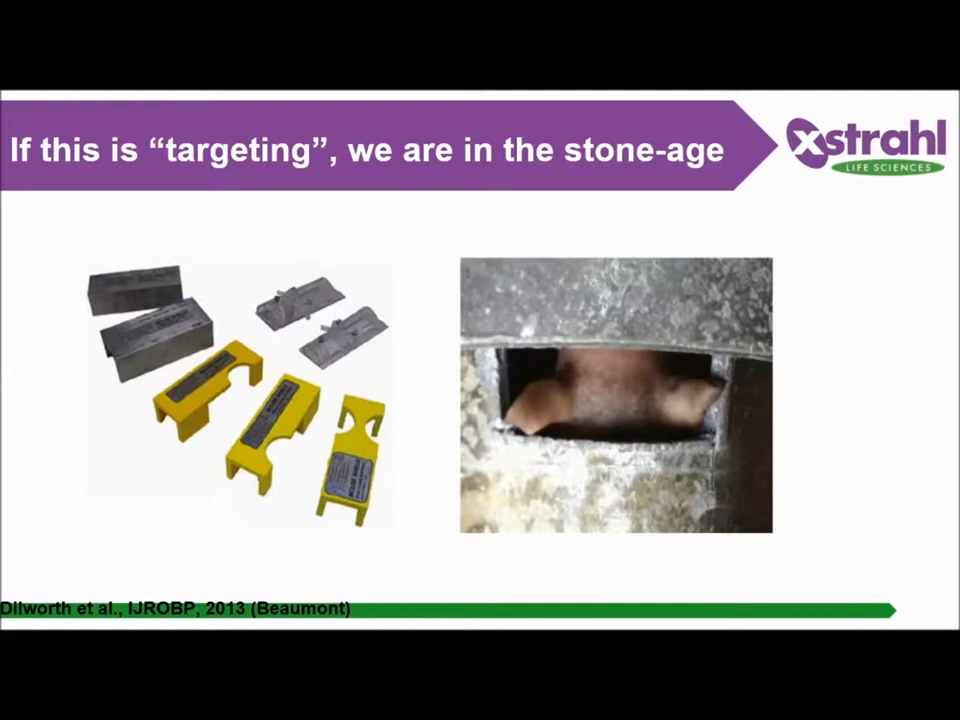 If this is “targeting”, we are in the stone-age
xstrahl
LIFE SCIENCES
Dilworth et al., IJROBP, 2013 (Beaumont)